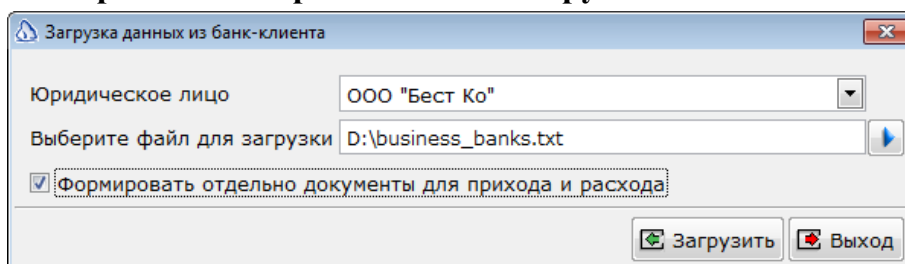 Загрузка данных из банк-клиента
Юридическое лицо ООО "Бест Ко"
Выберите файл для загрузки D:\business_banks.txt
Формировать отдельно документы для прихода и расхода
Загрузить Выход